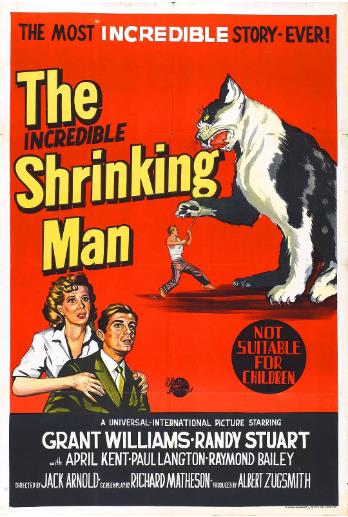 THE MOST INCREDIBLE STORY-EVER!
The
INCREDIBLE
Shrinking
Man
NOT
SUITABLE
FOR
CHILDREN
A UNIVERSAL-INTERNATIONAL PICTURE STARRING
GRANT WILLIAMS·RANDY STUART
with APRIL KENT·PAUL LANGTON·RAYMOND BAILEY
DIRECTED BY JACK ARNOLD·SCREENPLAY BY RICHARD MATHESON·PRODUCED BY ALBERT ZUGSMITH